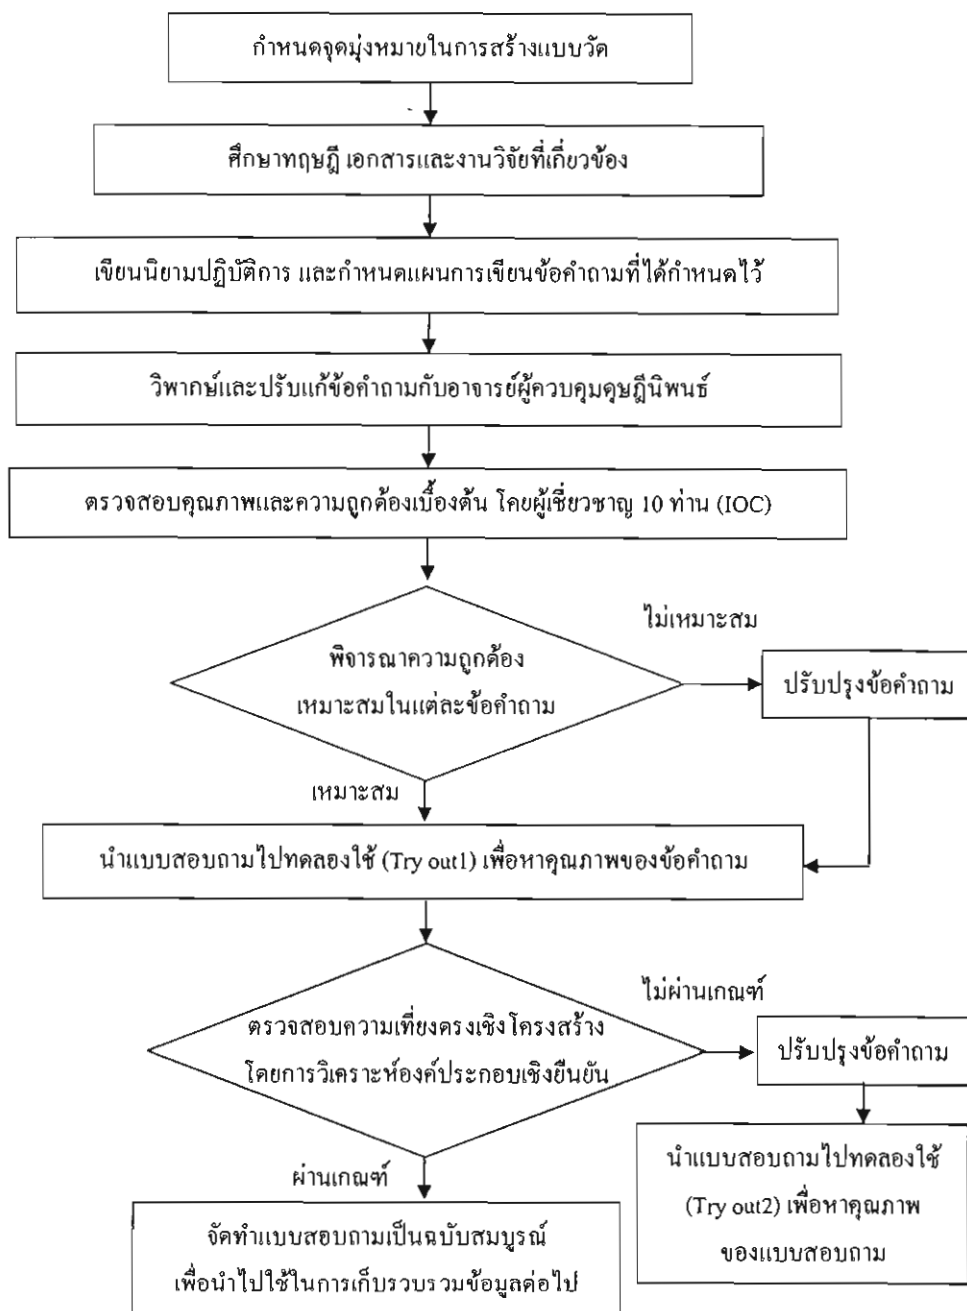 กำหนดจุดมุ่งหมายในการสร้างแบบวัด
ศึกษาทฤษฎี เอกสารและงานวิจัยที่เกี่ยวข้อง
เขียนนิยามปฏิบัติการ และกำหนดแผนการเขียนข้อคำถามที่ได้กำหนดไว้
วิพากษ์และปรับแก้ข้อคำถามกับอาจารย์ผู้ควบคุมดุษฎีนิพนธ์
ตรวจสอบคุณภาพและความถูกต้องเบื้องต้น โดยผู้เชี่ยวชาญ 10 ท่าน (IOC)
ไม่เหมาะสม
พิจารณาความถูกต้อง
เหมาะสมในแต่ละข้อคำถาม
ปรับปรุงข้อคำถาม
เหมาะสม
นำแบบสอบถามไปทดลองใช้ (Try out1) เพื่อหาคุณภาพของข้อคำถาม
ไม่ผ่านเกณฑ์
ตรวจสอบความเที่ยงตรงเชิงโครงสร้าง
โดยการวิเคราะห์องค์ประกอบเชิงยืนยัน
ปรับปรุงข้อคำถาม
ผ่านเกณฑ์
นำแบบสอบถามไปทดลองใช้
(Try out2) เพื่อหาคุณภาพ
ของแบบสอบถาม
จัดทำแบบสอบถามเป็นฉบับสมบูรณ์
เพื่อนำไปใช้ในการเก็บรวบรวมข้อมูลต่อไป